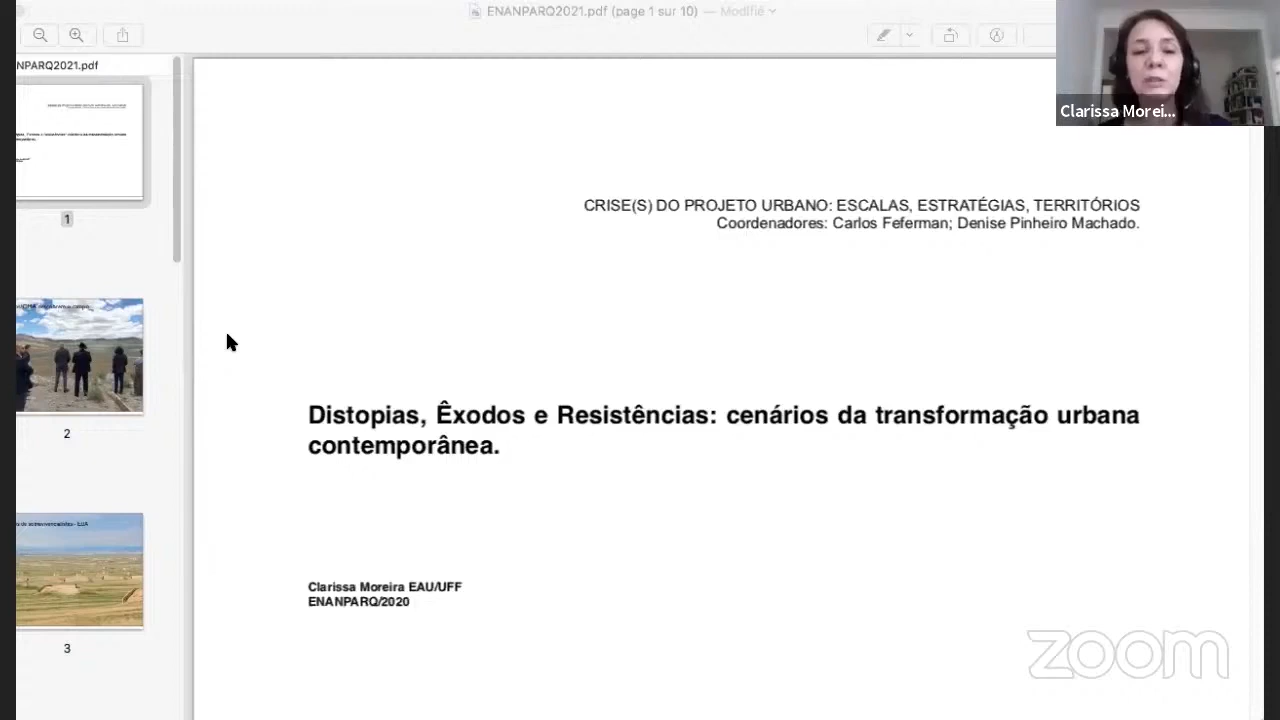 ENANPARQ2021.pdf (page 1 sur 10) — Modifié
NPARQ2021.pdf
Clarissa Morei...
CRISE(S) DO PROJETO URBANO: ESCALAS, ESTRATÉGIAS, TERRITÓRIOS
Coordenadores: Carlos Feferman; Denise Pinheiro Machado.
1
Distopias, Êxodos e Resistências: cenários da transformação urbana
contemporânea.
2
Clarissa Moreira EAU/UFF
ENANPARQ/2020
3
zoom